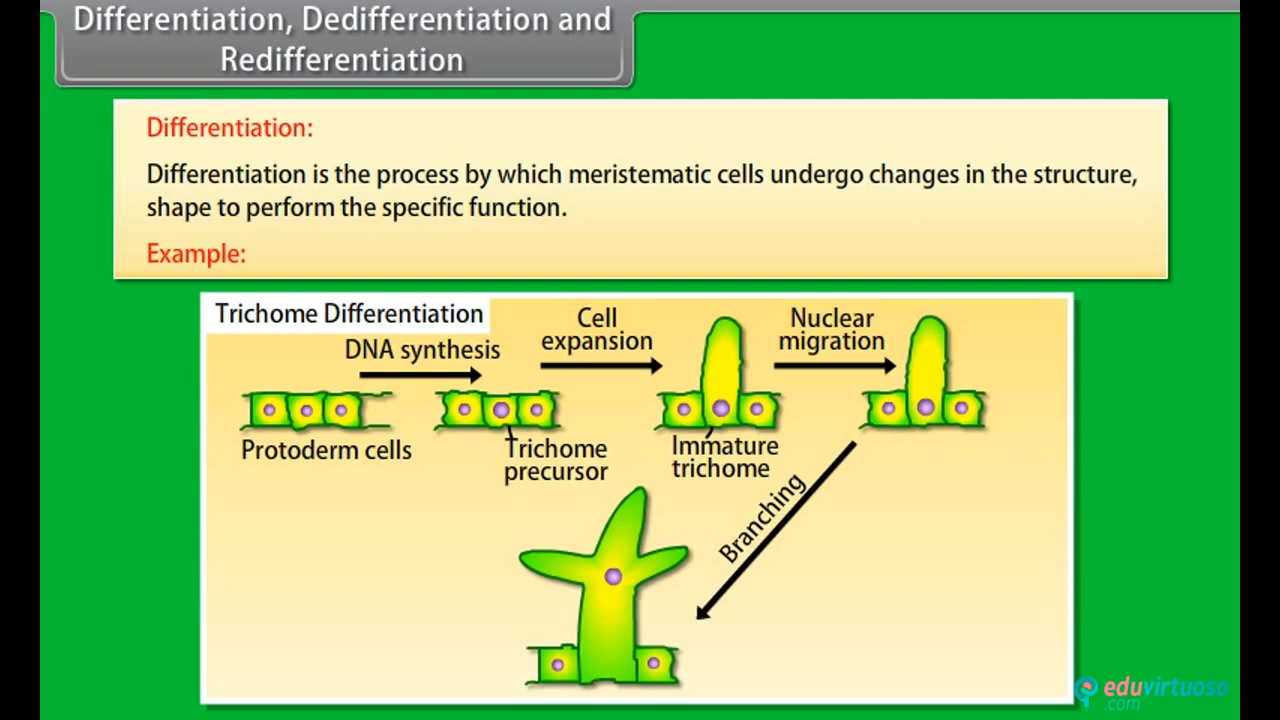 Differentiation, Dedifferentiation and
Redifferentiation
Differentiation:
Differentiation is the process by which meristematic cells undergo changes in the structure,
shape to perform the specific function.
Example:
Trichome Differentiation
DNA synthesis
Cell
expansion
Nuclear
migration
Protoderm cells
Trichome
precursor
Immature
trichome
Branching
eduvirtuoso
.com